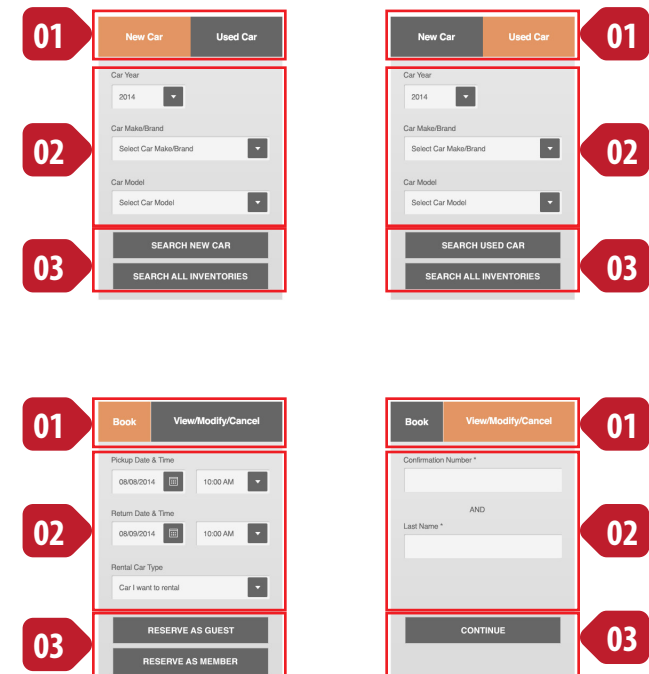 01
New Car
Used Car
Car Year
2014
02
Car Make/Brand
Select Car Make/Brand
Car Model
Select Car Model
03
SEARCH NEW CAR
SEARCH ALL INVENTORIES
New Car
Used Car
01
Car Year
2014
Car Make/Brand
Select Car Make/Brand
02
Car Model
Select Car Model
SEARCH USED CAR
03
SEARCH ALL INVENTORIES
01
Book
View/Modify/Cancel
Pickup Date & Time
08/08/2014
10:00 AM
02
Return Date & Time
08/09/2014
10:00 AM
Rental Car Type
Car I want to rental
03
RESERVE AS GUEST
RESERVE AS MEMBER
Book
View/Modify/Cancel
01
Confirmation Number *
AND
02
Last Name *
CONTINUE
03